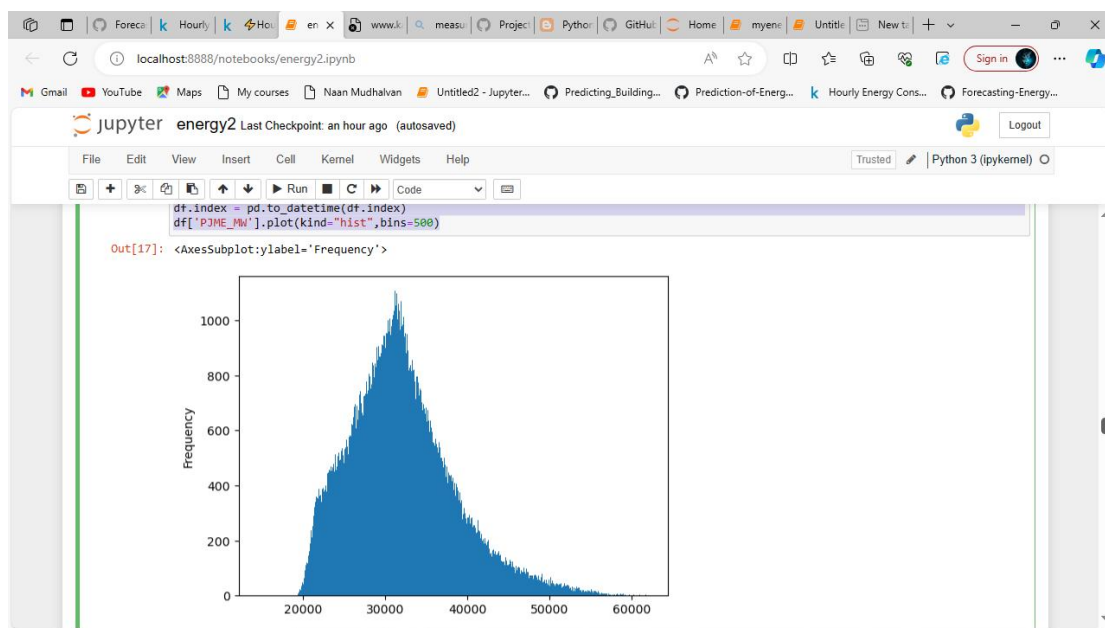 Foreca
Hourly
Hou
en
www.k
measu
Project
Pythor
GitHub
Home
myene
Untitle
New ta
localhost:8888/notebooks/energy2.ipynb
Sign in
Gmail
YouTube
Maps
My courses
Naan Mudhalvan
Untitled2 - Jupyter...
Predicting_Building...
Prediction-of-Energ...
Hourly Energy Cons...
Forecasting-Energy...
jupyter energy2 Last Checkpoint: an hour ago (autosaved)
Logout
File Edit View Insert Cell Kernel Widgets Help
Trusted
Python 3 (ipykernel)
Run
Code
df.index = pd.to_datetime(df.index)
df['PJME_MW'].plot(kind="hist",bins=500)
Out[17]: <AxesSubplot:ylabel='Frequency'>
1000
800
600
400
200
0
Frequency
20000 30000 40000 50000 60000